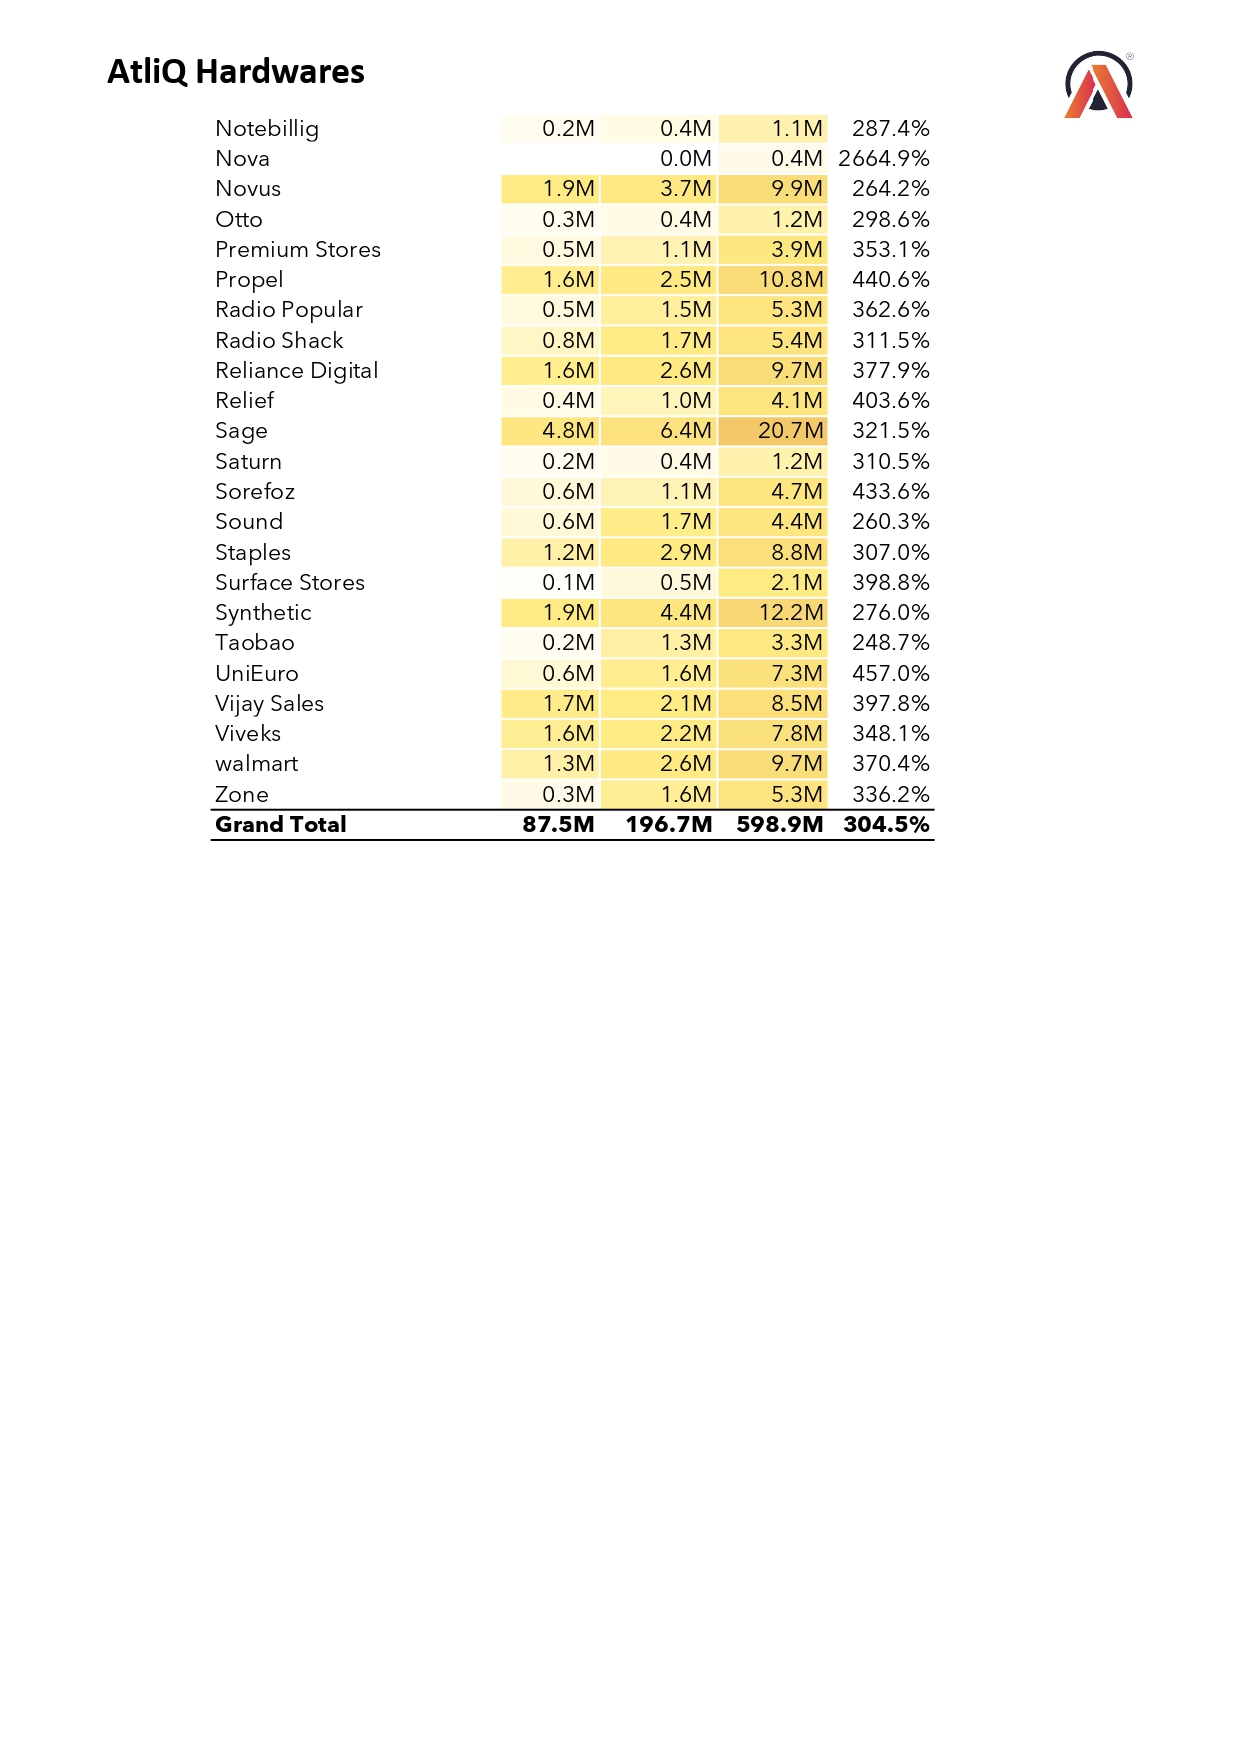 AtliQ Hardwares
®
Notebillig 0.2M 0.4M 1.1M 287.4%
Nova 0.0M 0.4M 2664.9%
Novus 1.9M 3.7M 9.9M 264.2%
Otto 0.3M 0.4M 1.2M 298.6%
Premium Stores 0.5M 1.1M 3.9M 353.1%
Propel 1.6M 2.5M 10.8M 440.6%
Radio Popular 0.5M 1.5M 5.3M 362.6%
Radio Shack 0.8M 1.7M 5.4M 311.5%
Reliance Digital 1.6M 2.6M 9.7M 377.9%
Relief 0.4M 1.0M 4.1M 403.6%
Sage 4.8M 6.4M 20.7M 321.5%
Saturn 0.2M 0.4M 1.2M 310.5%
Sorefoz 0.6M 1.1M 4.7M 433.6%
Sound 0.6M 1.7M 4.4M 260.3%
Staples 1.2M 2.9M 8.8M 307.0%
Surface Stores 0.1M 0.5M 2.1M 398.8%
Synthetic 1.9M 4.4M 12.2M 276.0%
Taobao 0.2M 1.3M 3.3M 248.7%
UniEuro 0.6M 1.6M 7.3M 457.0%
Vijay Sales 1.7M 2.1M 8.5M 397.8%
Viveks 1.6M 2.2M 7.8M 348.1%
walmart 1.3M 2.6M 9.7M 370.4%
Zone 0.3M 1.6M 5.3M 336.2%
Grand Total 87.5M 196.7M 598.9M 304.5%